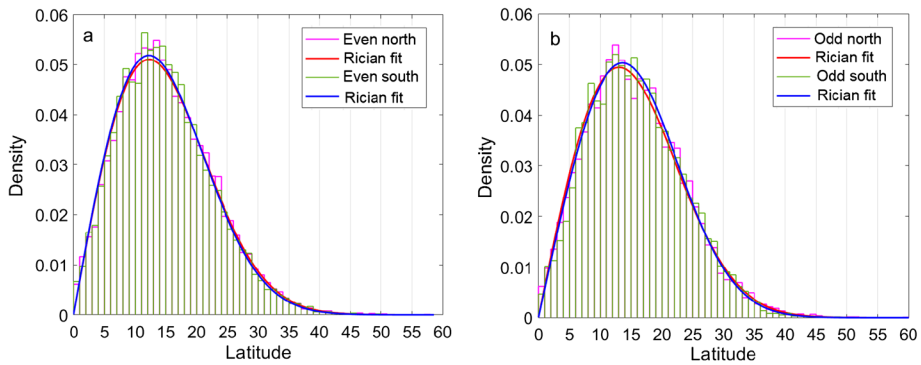 a
Even north
Rician fit
Even south
Rician fit
Density
0.06
0.05
0.04
0.03
0.02
0.01
0
0 5 10 15 20 25 30 35 40 45 50 55 60
Latitude
b
Odd north
Rician fit
Odd south
Rician fit
Density
0.06
0.05
0.04
0.03
0.02
0.01
0
0 5 10 15 20 25 30 35 40 45 50 55 60
Latitude